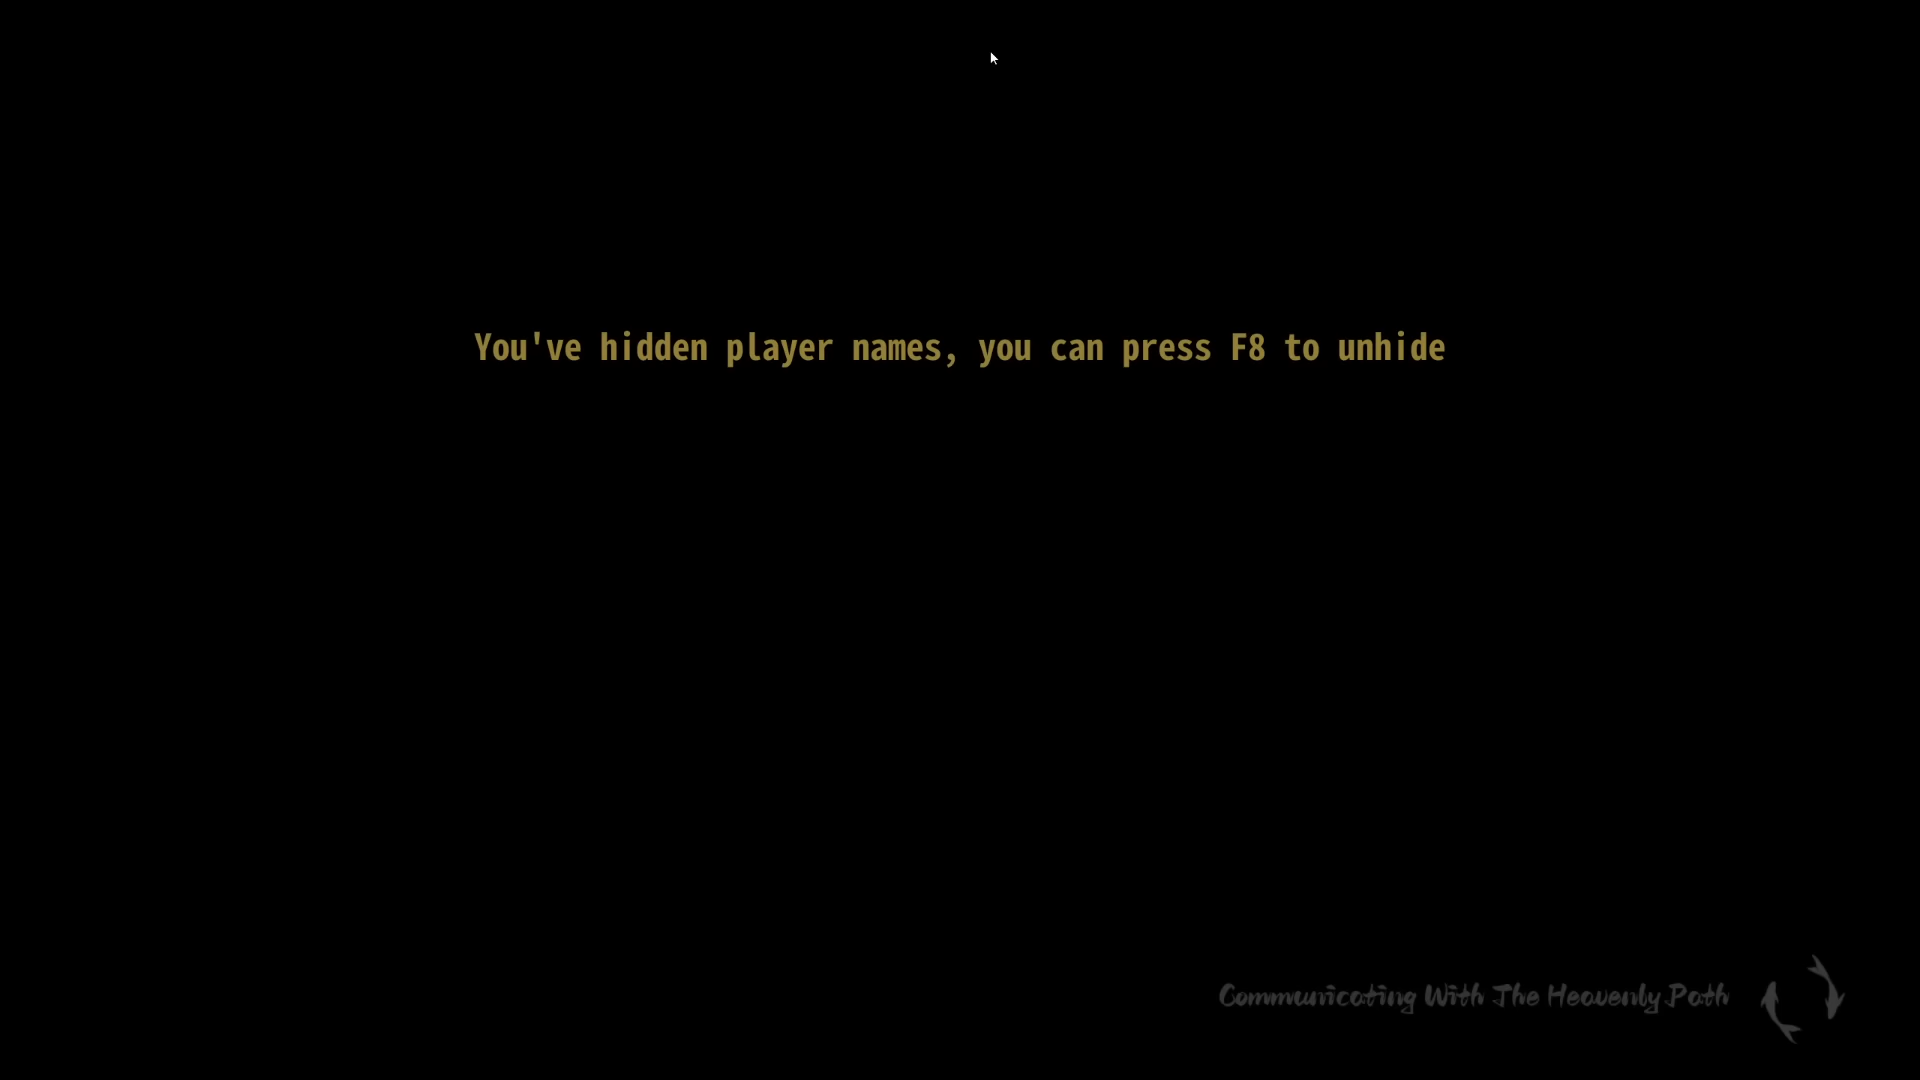 You've hidden player names, you can press F8 to unhide
Communicating With The Heavenly Path